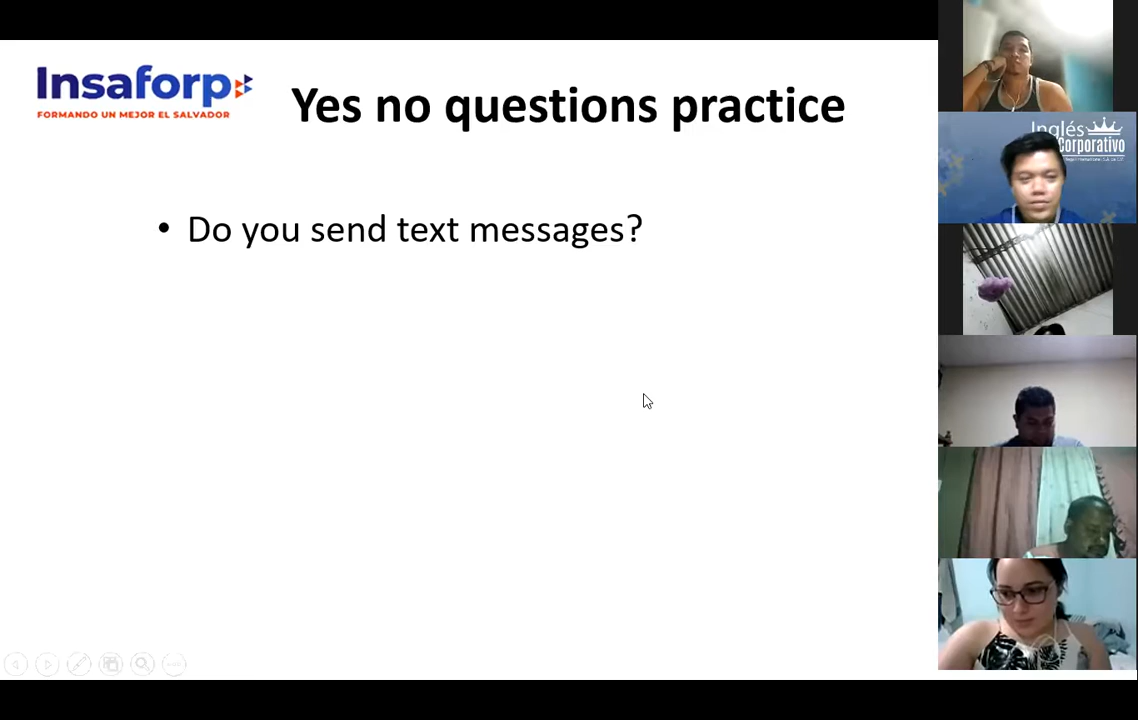 Insaforp
FORMANDO UN MEJOR EL SALVADOR
Yes no questions practice
• Do you send text messages?
Inglés
Corporativo